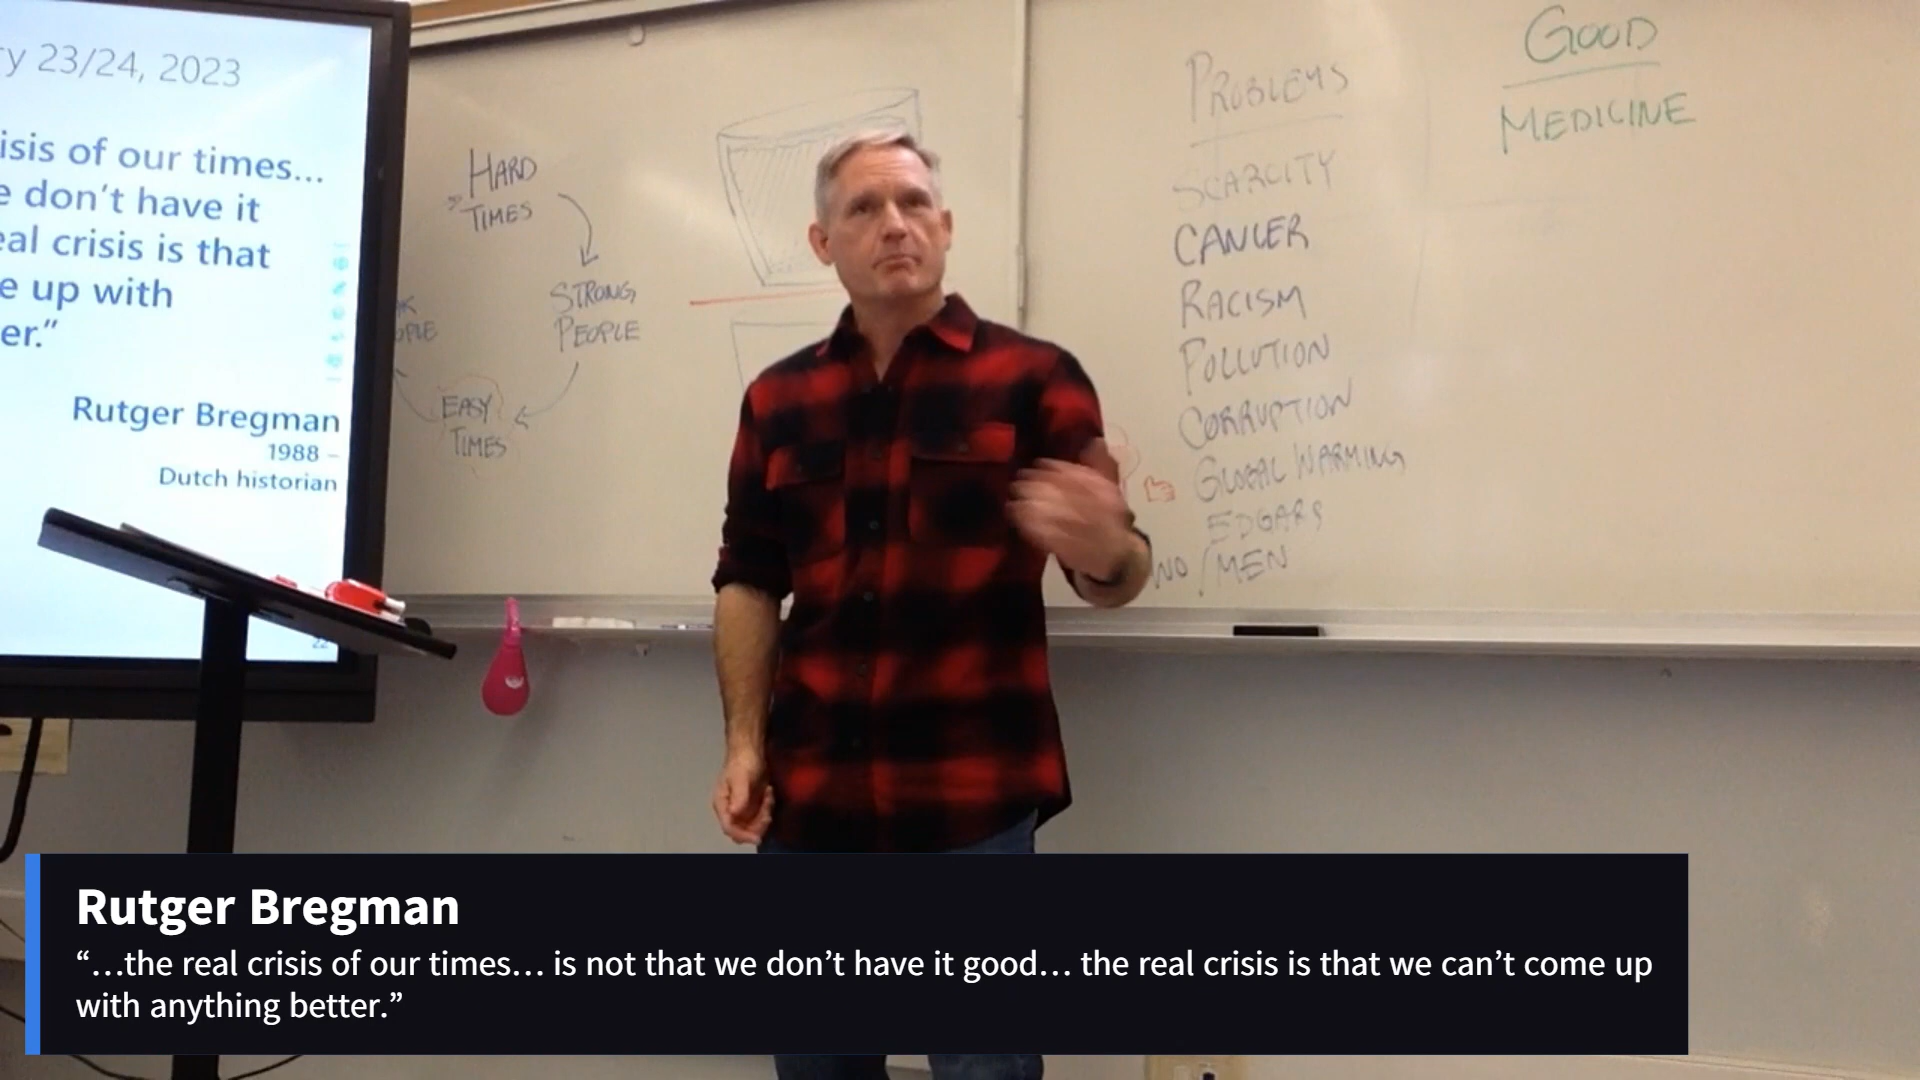 y 23/24, 2023
isis of our times...
e don't have it
eal crisis is that
e up with
er."
Rutger Bregman
1988 –
Dutch historian
22
HARD
TIMES
STRONG
PEOPLE
EASY
TIMES
OPLE
PROBLEMS
SCARCITY
CANCER
RACISM
POLLUTION
CORRUPTION
GLOBAL WARMING
EDGARS
NO / MEN
GOOD
MEDICINE
Rutger Bregman
“…the real crisis of our times… is not that we don’t have it good… the real crisis is that we can’t come up
with anything better.”